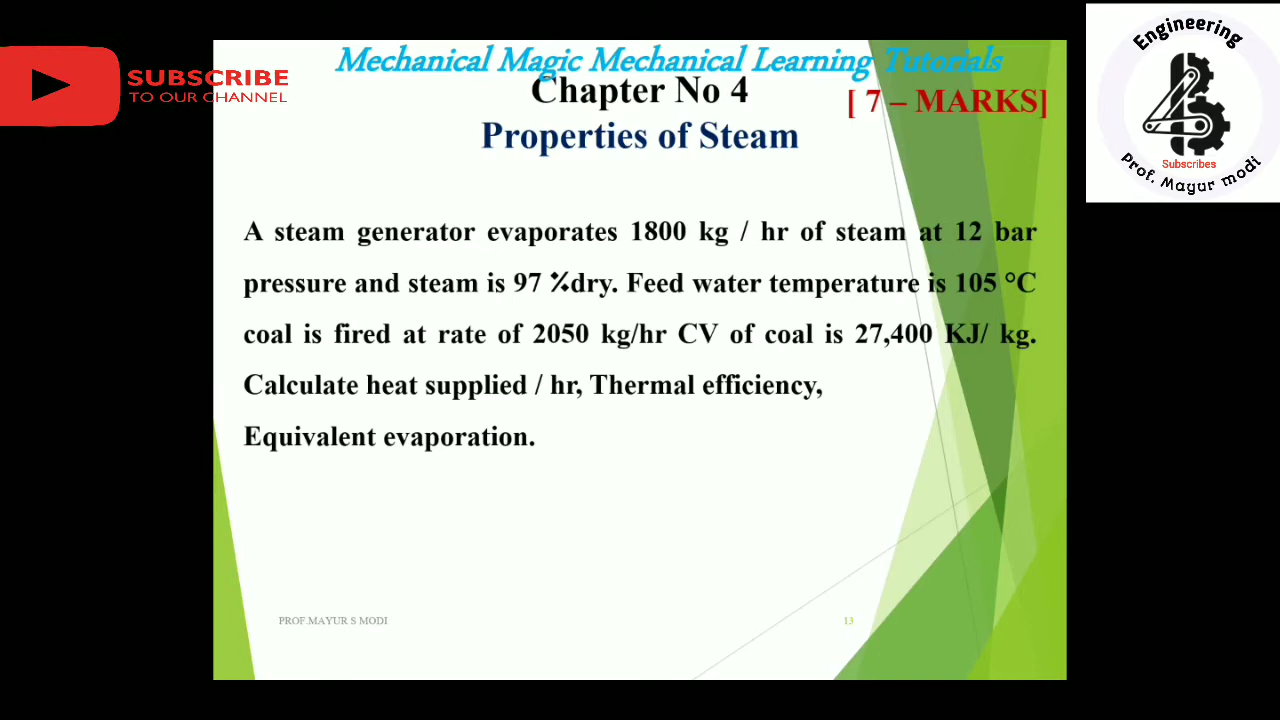 Mechanical Magic Mechanical Learning Tutorials
SUBSCRIBE
TO OUR CHANNEL
Chapter No 4
[ 7 – MARKS]
Properties of Steam
Engineering
Subscribes
Prof. Mayur modi
A steam generator evaporates 1800 kg / hr of steam at 12 bar
pressure and steam is 97 %dry. Feed water temperature is 105 °C
coal is fired at rate of 2050 kg/hr CV of coal is 27,400 KJ/ kg.
Calculate heat supplied / hr, Thermal efficiency,
Equivalent evaporation.
PROF.MAYUR S MODI
13